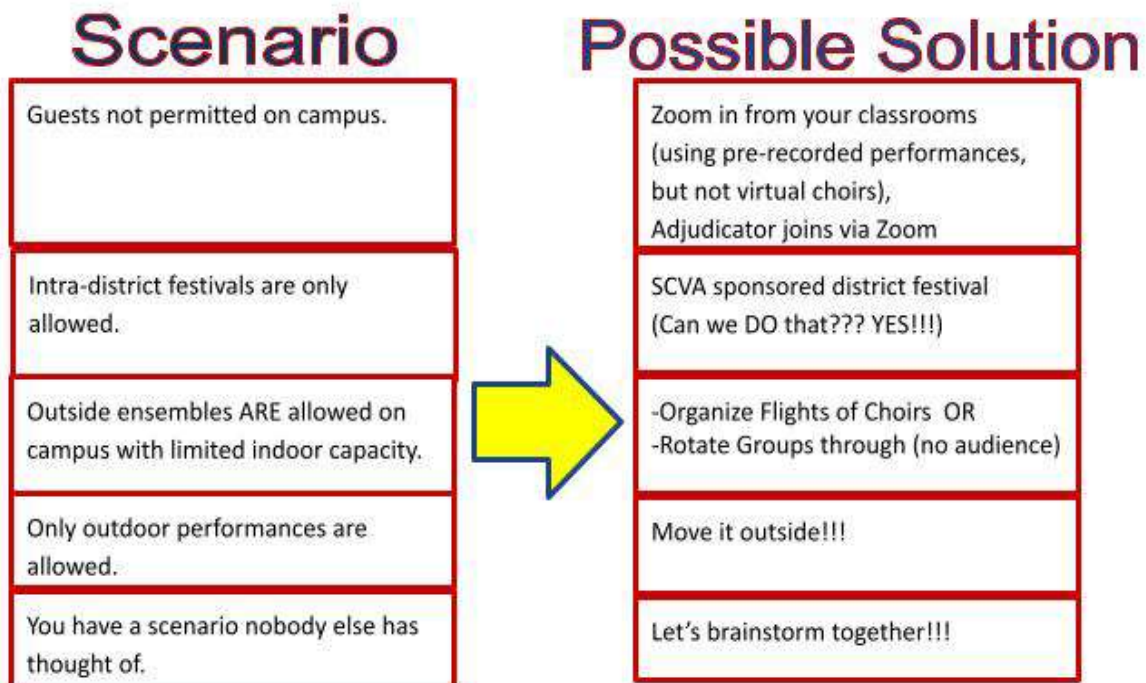 Scenario
Possible Solution
Guests not permitted on campus.
Zoom in from your classrooms
(using pre-recorded performances,
but not virtual choirs),
Adjudicator joins via Zoom
Intra-district festivals are only
allowed.
SCVA sponsored district festival
(Can we DO that??? YES!!!)
Outside ensembles ARE allowed on
campus with limited indoor capacity.
-Organize Flights of Choirs OR
-Rotate Groups through (no audience)
Only outdoor performances are
allowed.
Move it outside!!!
You have a scenario nobody else has
thought of.
Let's brainstorm together!!!